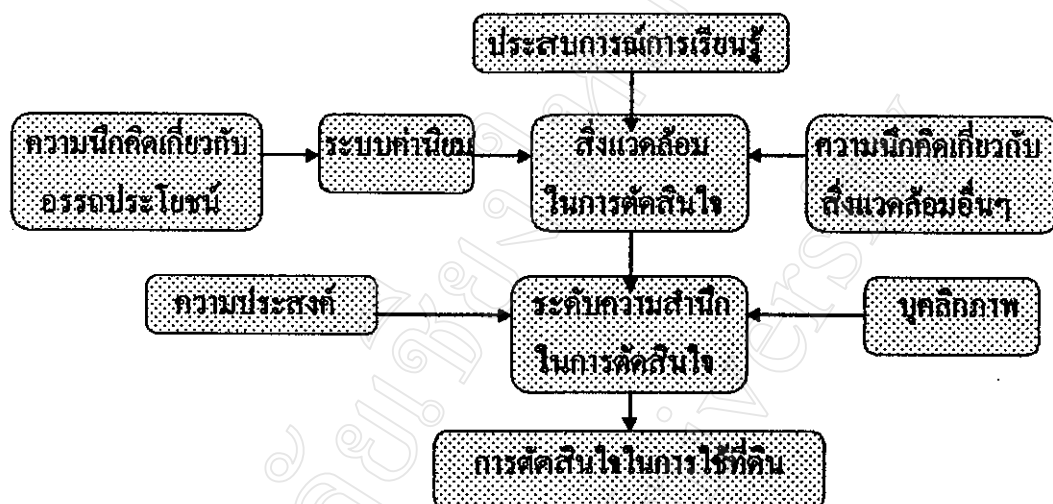 ประสบการณ์การเรียนรู้
ความนึกคิดเกี่ยวกับ
อรรถประโยชน์
ระบบค่านิยม
สิ่งแวดล้อม
ในการตัดสินใจ
ความนึกคิดเกี่ยวกับ
สิ่งแวดล้อมอื่นๆ
ความประสงค์
ระดับความสำนึก
ในการตัดสินใจ
บุคลิกภาพ
การตัดสินใจในการใช้ที่ดิน